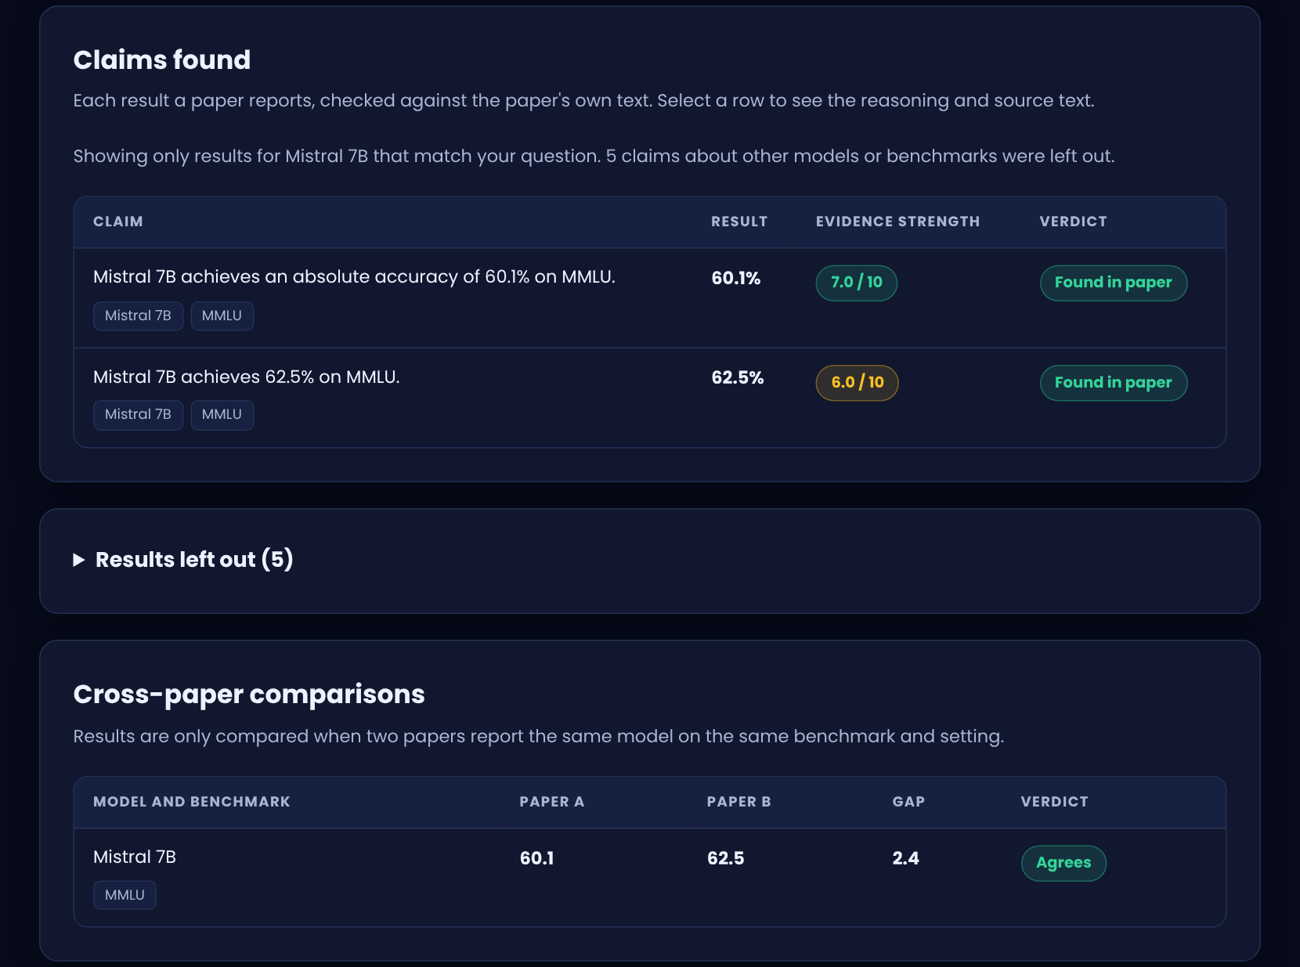 Claims found
Each result a paper reports, checked against the paper's own text. Select a row to see the reasoning and source text.
Showing only results for Mistral 7B that match your question. 5 claims about other models or benchmarks were left out.
CLAIM RESULT EVIDENCE STRENGTH VERDICT
Mistral 7B achieves an absolute accuracy of 60.1% on MMLU. 60.1% 7.0 / 10 Found in paper
Mistral 7B MMLU
Mistral 7B achieves 62.5% on MMLU. 62.5% 6.0 / 10 Found in paper
Mistral 7B MMLU
Results left out (5)
Cross-paper comparisons
Results are only compared when two papers report the same model on the same benchmark and setting.
MODEL AND BENCHMARK PAPER A PAPER B GAP VERDICT
Mistral 7B 60.1 62.5 2.4 Agrees
MMLU